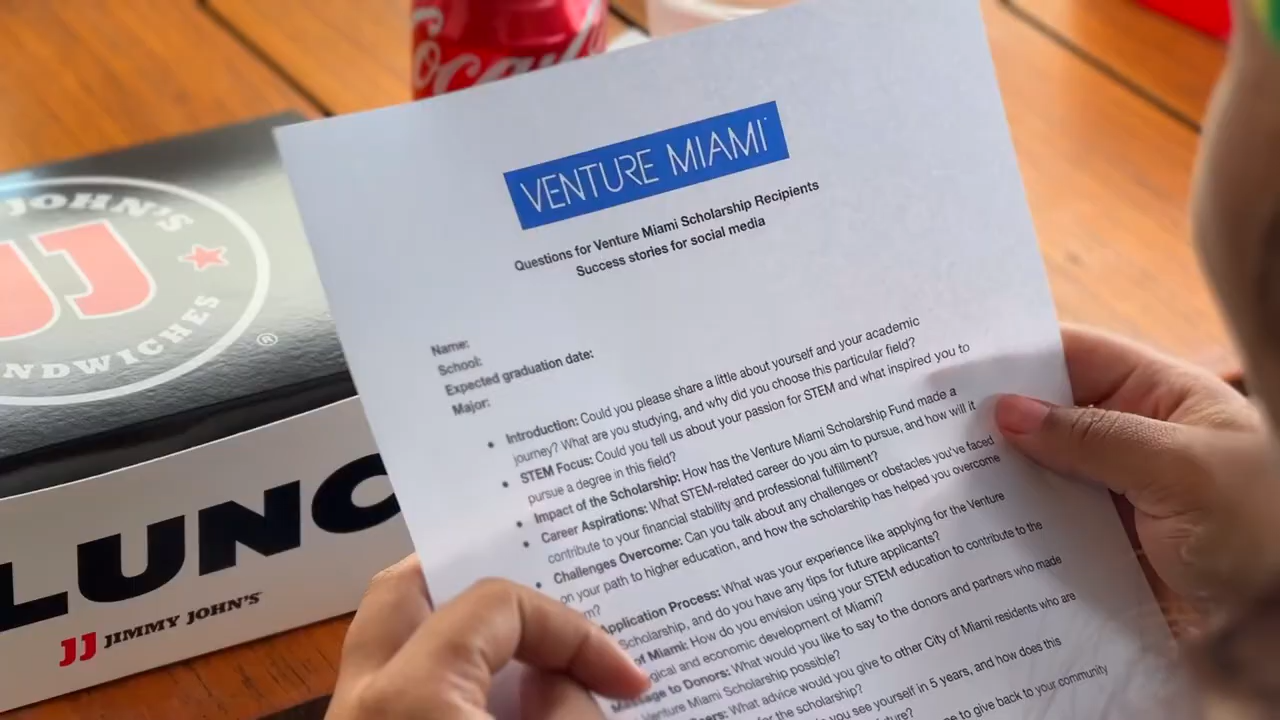 Coca
JOHN'S
JJ
NDWICHES
®
LUNC
JJ JIMMY JOHN'S
VENTURE MIAMI
Questions for Venture Miami Scholarship Recipients
Success stories for social media
Name:
School:
Expected graduation date:
Major:
• Introduction: Could you please share a little about yourself and your academic
journey? What are you studying, and why did you choose this particular field?
• STEM Focus: Could you tell us about your passion for STEM and what inspired you to
pursue a degree in this field?
• Impact of the Scholarship: How has the Venture Miami Scholarship Fund made a
• Career Aspirations: What STEM-related career do you aim to pursue, and how will it
contribute to your financial stability and professional fulfillment?
• Challenges Overcome: Can you talk about any challenges or obstacles you've faced
on your path to higher education, and how the scholarship has helped you overcome
m?
Application Process: What was your experience like applying for the Venture
Scholarship, and do you have any tips for future applicants?
of Miami: How do you envision using your STEM education to contribute to the
ogical and economic development of Miami?
Message to Donors: What would you like to say to the donors and partners who made
Venture Miami Scholarship possible?
eers: What advice would you give to other City of Miami residents who are
for the scholarship?
you see yourself in 5 years, and how does this
future?
to give back to your community